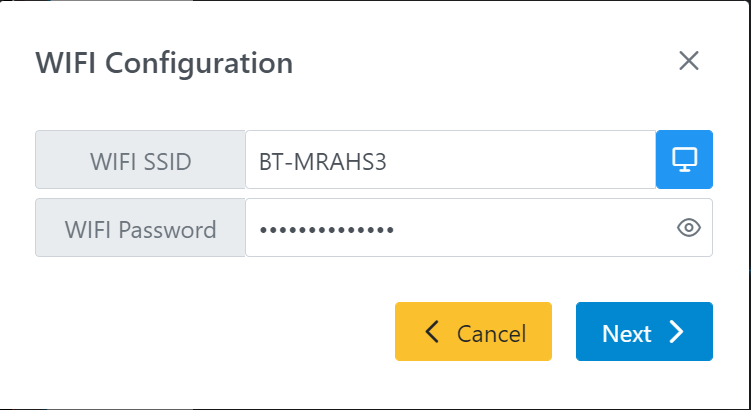 WIFI Configuration
WIFI SSID BT-MRAHS3
WIFI Password ••••••••••••••
Cancel Next